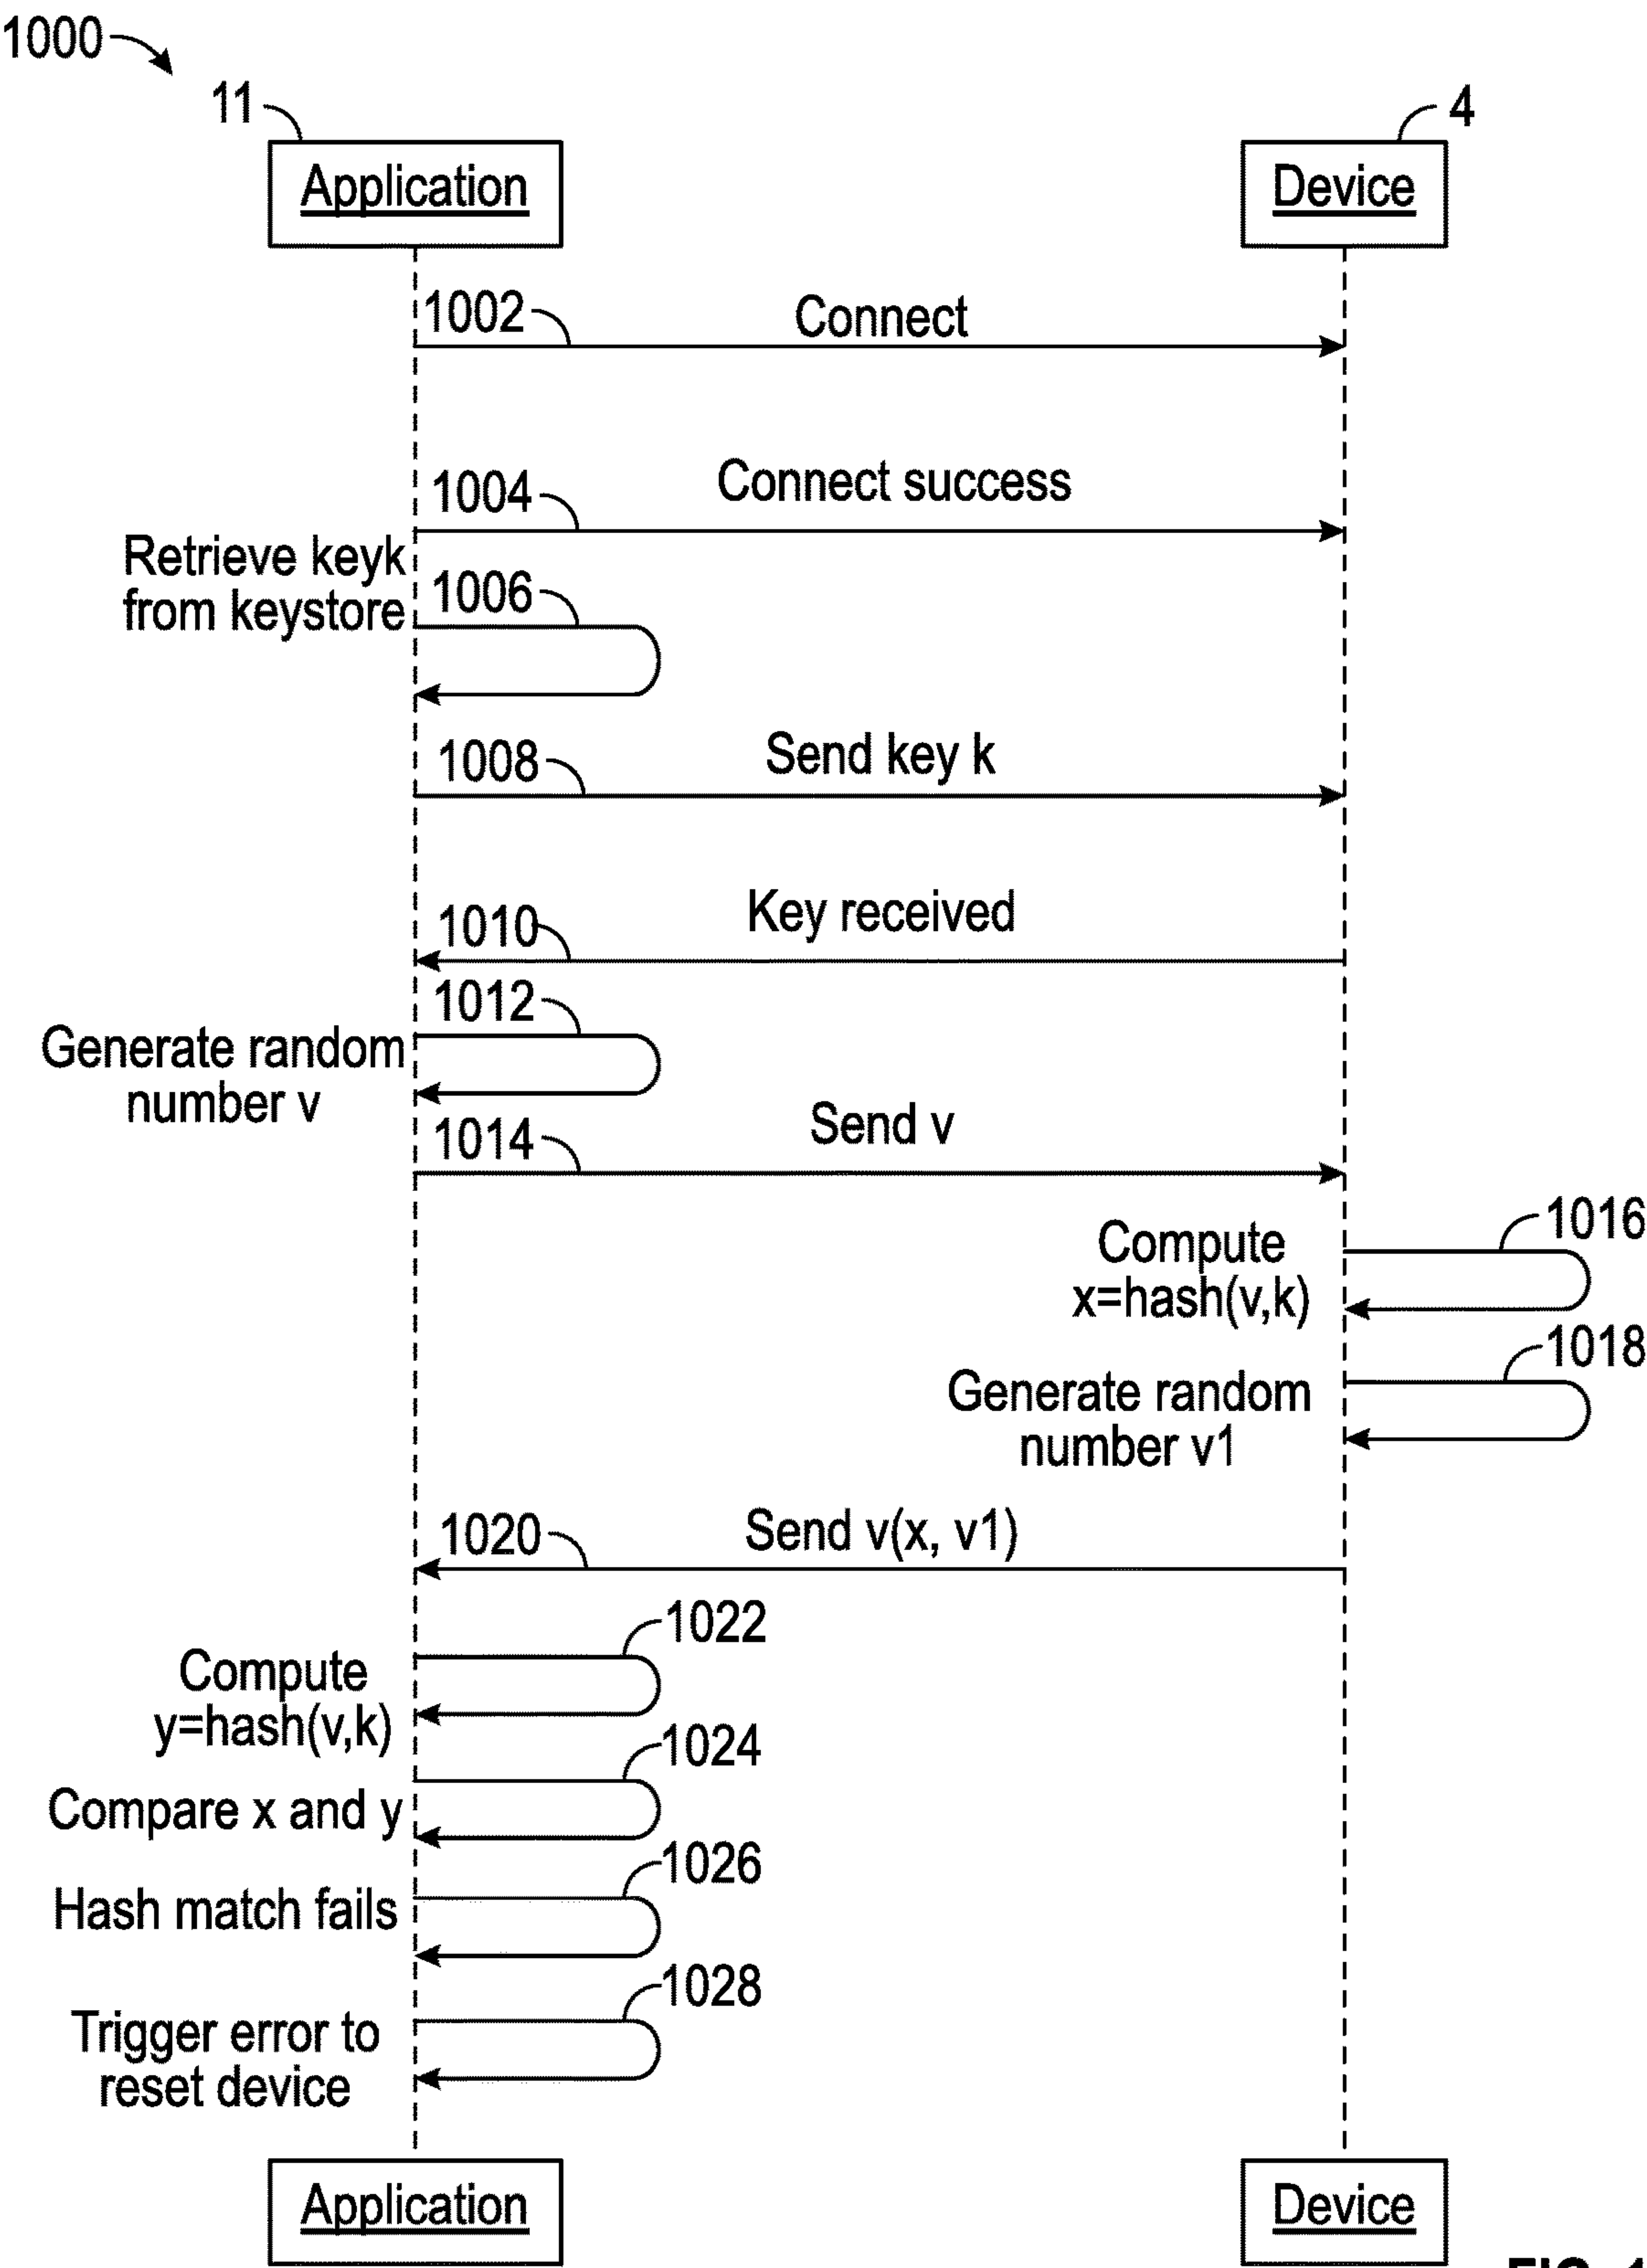 1000
11
4
Application
Device
1002
Connect
1004
Connect success
Retrieve keyk
from keystore
1006
1008
Send key k
1010
Key received
1012
Generate random
number v
1014
Send v
1016
Compute
x=hash(v,k)
1018
Generate random
number v1
1020
Send v(x, v1)
1022
Compute
y=hash(v,k)
1024
Compare x and y
1026
Hash match fails
1028
Trigger error to
reset device
Application
Device